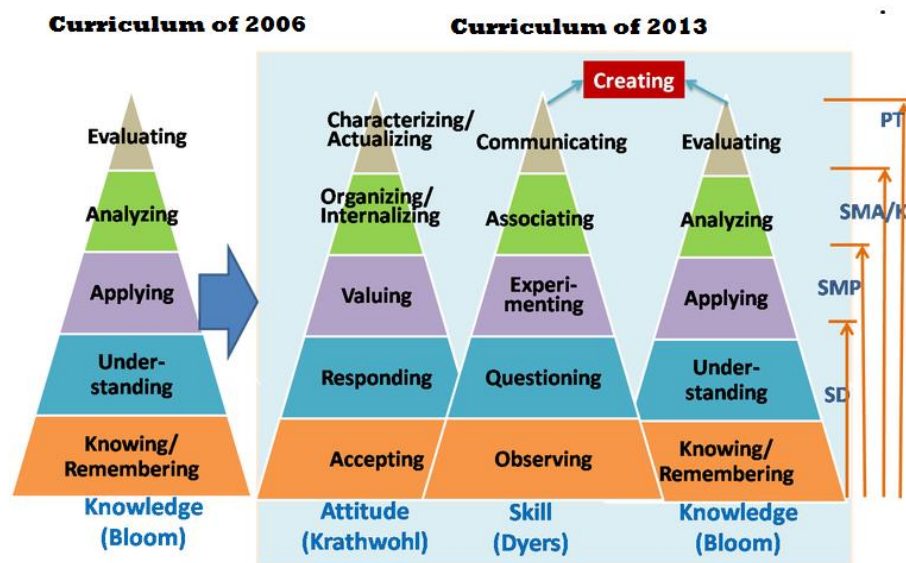 Curriculum of 2006
Curriculum of 2013
Evaluating
Analyzing
Applying
Under-
standing
Knowing/
Remembering
Knowledge
(Bloom)
Creating
Characterizing/
Actualizing
Organizing/
Internalizing
Valuing
Responding
Accepting
Attitude
(Krathwohl)
Communicating
Associating
Experi-
menting
Questioning
Observing
Skill
(Dyers)
Evaluating
Analyzing
Applying
Under-
standing
Knowing/
Remembering
Knowledge
(Bloom)
PT
SMA/K
SMP
SD